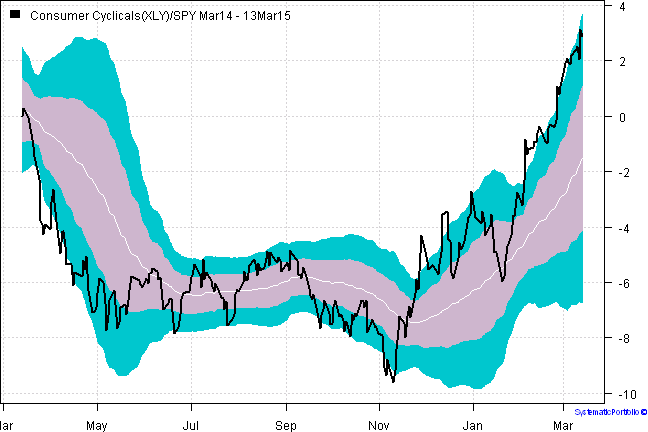 Consumer Cyclicals(XLY)/SPY Mar14 - 13Mar15
4
2
0
-2
-4
-6
-8
-10
Mar May Jul Sep Nov Jan Mar
SystematicPortfolio ©